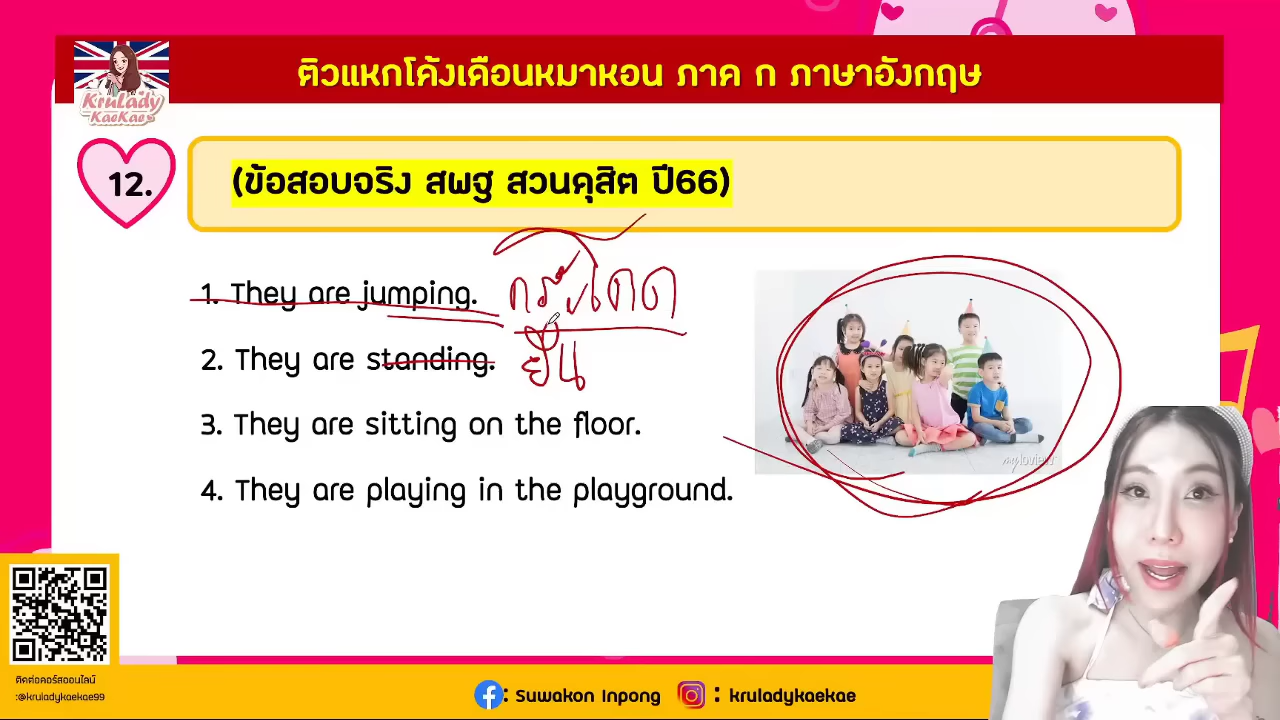 ติวแหกโค้งเดือนหมาหอน ภาค ก ภาษาอังกฤษ
KruLady
KaeKae
12.
(ข้อสอบจริง สพฐ สวนดุสิต ปี66)
1. They are jumping. กระโดด
2. They are standing. ยืน
3. They are sitting on the floor.
4. They are playing in the playground.
ติดต่อคอร์สออนไลน์
:@kruladykaekae99
: Suwakon Inpong : kruladykaekae